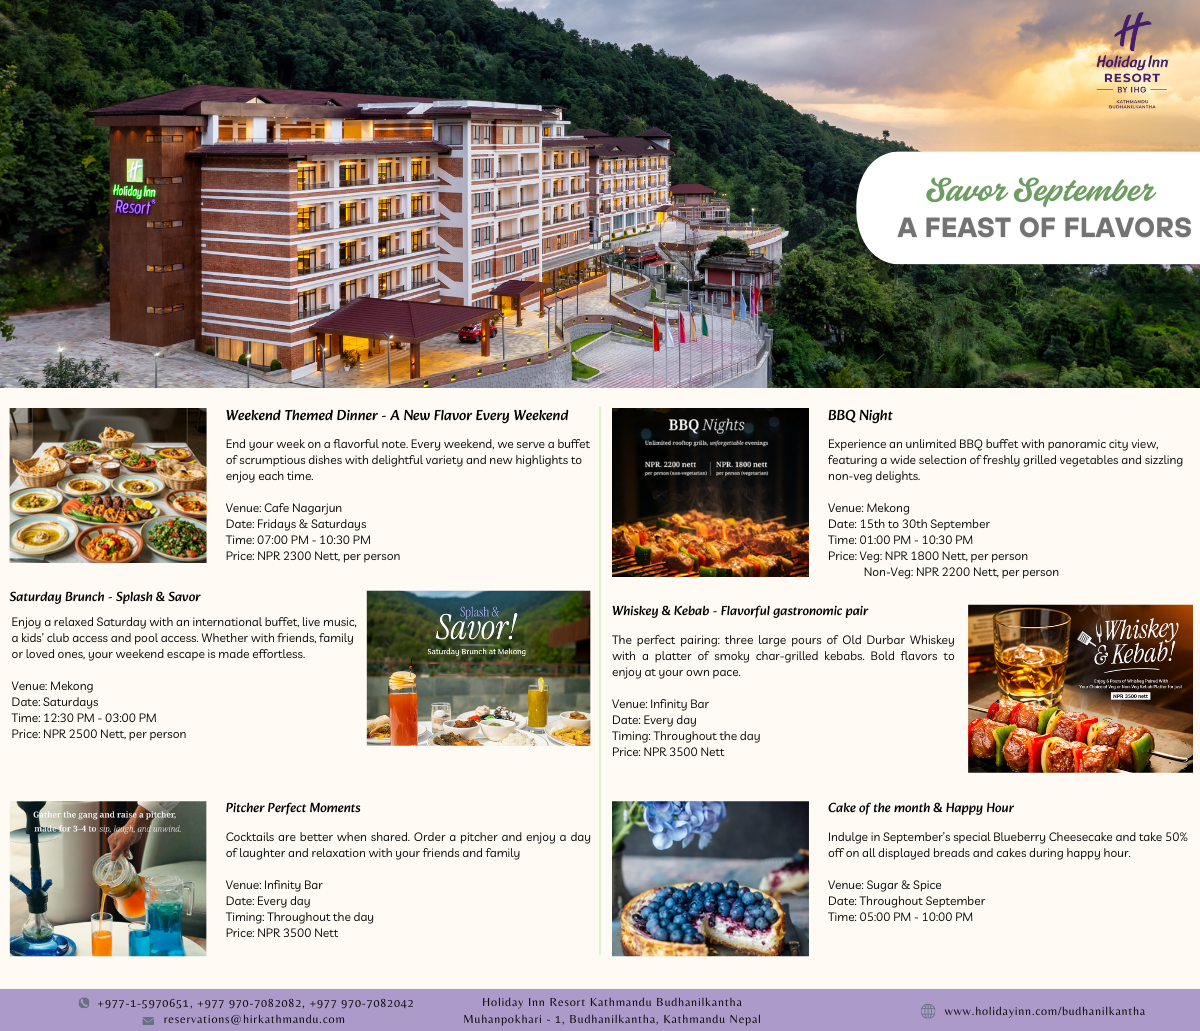 Holiday Inn
RESORT
BY IHG
KATHMANDU
BUDHANILKANTHA
Holiday Inn
Resort
Savor September
A FEAST OF FLAVORS
Weekend Themed Dinner - A New Flavor Every Weekend
End your week on a flavorful note. Every weekend, we serve a buffet
of scrumptious dishes with delightful variety and new highlights to
enjoy each time.
Venue: Cafe Nagarjun
Date: Fridays & Saturdays
Time: 07:00 PM - 10:30 PM
Price: NPR 2300 Nett, per person
Saturday Brunch - Splash & Savor
Enjoy a relaxed Saturday with an international buffet, live music,
a kids’ club access and pool access. Whether with friends, family
or loved ones, your weekend escape is made effortless.
Venue: Mekong
Date: Saturdays
Time: 12:30 PM - 03:00 PM
Price: NPR 2500 Nett, per person
Splash &
Savor!
Saturday Brunch at Mekong
Gather the gang and raise a pitcher,
made for 3–4 to sip, laugh, and unwind.
Pitcher Perfect Moments
Cocktails are better when shared. Order a pitcher and enjoy a day
of laughter and relaxation with your friends and family
Venue: Infinity Bar
Date: Every day
Timing: Throughout the day
Price: NPR 3500 Nett
BBQ Nights
Unlimited rooftop grills, unforgettable evenings
NPR. 2200 nett
per person (non-vegetarian)
NPR. 1800 nett
per person (vegetarian)
BBQ Night
Experience an unlimited BBQ buffet with panoramic city view,
featuring a wide selection of freshly grilled vegetables and sizzling
non-veg delights.
Venue: Mekong
Date: 15th to 30th September
Time: 01:00 PM - 10:30 PM
Price: Veg: NPR 1800 Nett, per person
Non-Veg: NPR 2200 Nett, per person
Whiskey & Kebab - Flavorful gastronomic pair
The perfect pairing: three large pours of Old Durbar Whiskey
with a platter of smoky char-grilled kebabs. Bold flavors to
enjoy at your own pace.
Venue: Infinity Bar
Date: Every day
Timing: Throughout the day
Price: NPR 3500 Nett
Whiskey
& Kebab!
Enjoy 6 Pours of Whiskey Paired With
Your Choice of Veg or Non-Veg Kebab Platter for just
NPR 3500 nett
Cake of the month & Happy Hour
Indulge in September’s special Blueberry Cheesecake and take 50%
off on all displayed breads and cakes during happy hour.
Venue: Sugar & Spice
Date: Throughout September
Time: 05:00 PM - 10:00 PM
+977-1-5970651, +977 970-7082082, +977 970-7082042
reservations@hirkathmandu.com
Holiday Inn Resort Kathmandu Budhanilkantha
Muhanpokhari - 1, Budhanilkantha, Kathmandu Nepal
www.holidayinn.com/budhanilkantha